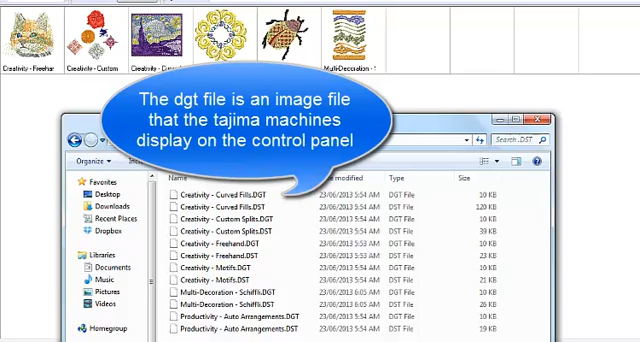 Creativity - Freehar
Creativity - Custom
Creativity -
Multi-Decoration -
The dgt file is an image file
that the tajima machines
display on the control panel
Search .DST
Organize
Name
modified
Type
Size
Favorites
Desktop
Downloads
Recent Places
Dropbox
Libraries
Documents
Music
Pictures
Videos
Homegroup
Creativity - Curved Fills.DGT 23/06/2013 5:54 AM DGT File 10 KB
Creativity - Curved Fills.DST 23/06/2013 5:54 AM DST File 120 KB
Creativity - Custom Splits.DGT 23/06/2013 5:54 AM DGT File 10 KB
Creativity - Custom Splits.DST 23/06/2013 5:54 AM DST File 39 KB
Creativity - Freehand.DGT 23/06/2013 5:54 AM DGT File 10 KB
Creativity - Freehand.DST 23/06/2013 5:54 AM DST File 23 KB
Creativity - Motifs.DGT 23/06/2013 5:54 AM DGT File 10 KB
Creativity - Motifs.DST 23/06/2013 5:54 AM DST File 21 KB
Multi-Decoration - Schiffli.DGT 23/06/2013 6:05 AM DGT File 10 KB
Multi-Decoration - Schiffli.DST 23/06/2013 6:05 AM DST File 26 KB
Productivity - Auto Arrangements.DGT 23/06/2013 5:54 AM DGT File 10 KB
Productivity - Auto Arrangements.DST 23/06/2013 5:54 AM DST File 19 KB